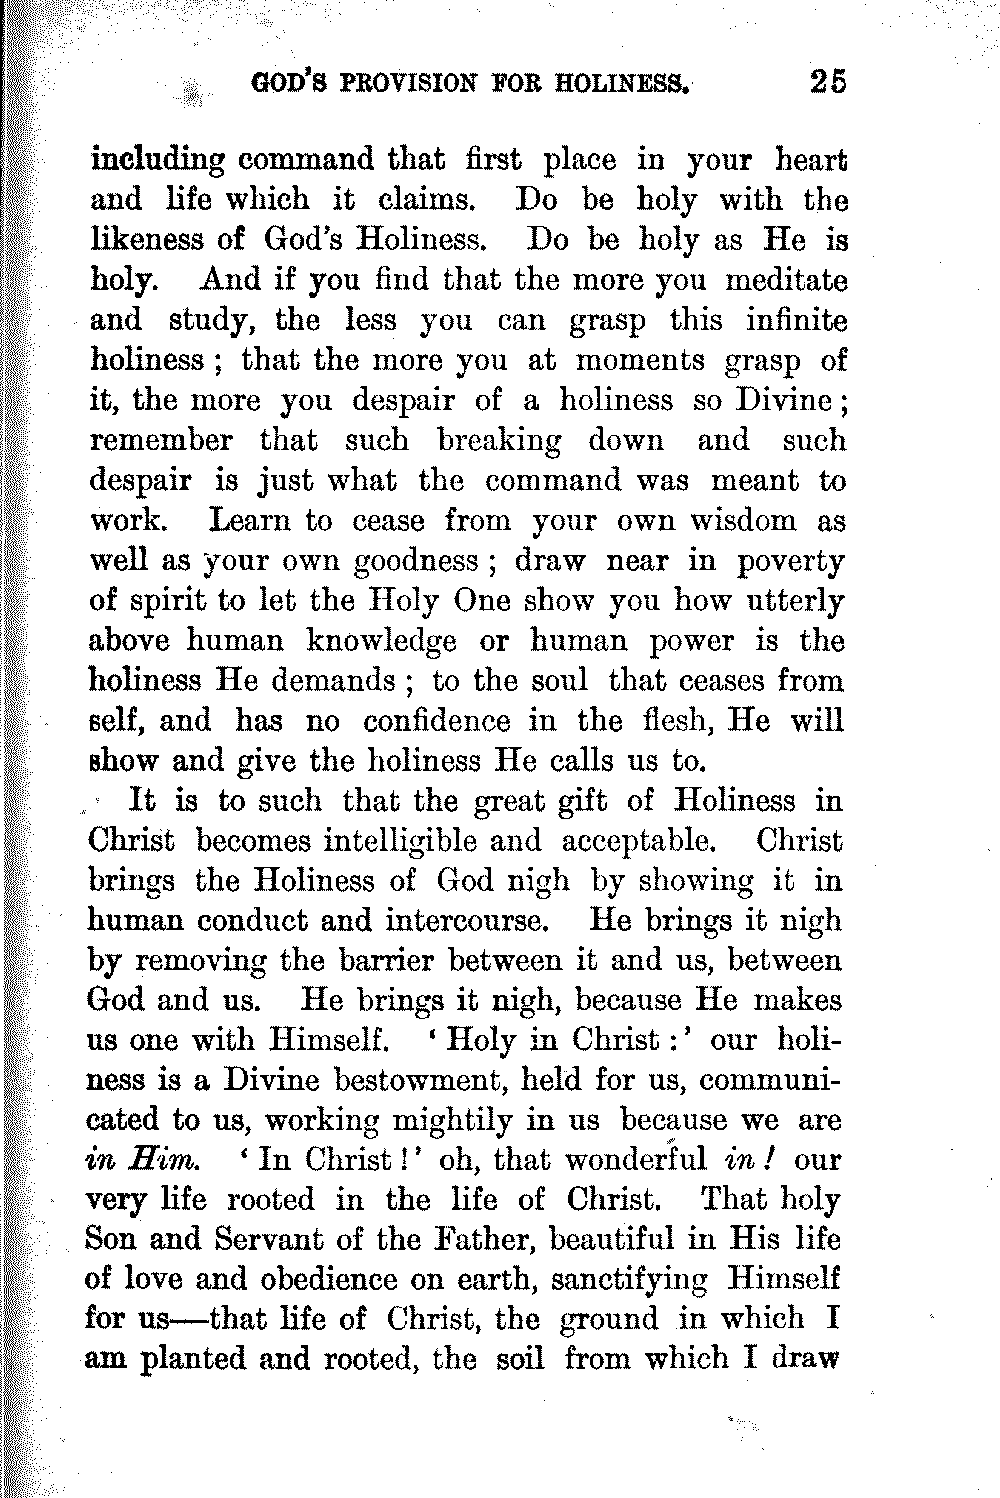 GOD'S PROVISION FOR HOLINESS. 25
including command that first place in your heart
and life which it claims. Do be holy with the
likeness of God's Holiness. Do be holy as He is
holy. And if you find that the more you meditate
and study, the less you can grasp this infinite
holiness ; that the more you at moments grasp of
it, the more you despair of a holiness so Divine ;
remember that such breaking down and such
despair is just what the command was meant to
work. Learn to cease from your own wisdom as
well as your own goodness ; draw near in poverty
of spirit to let the Holy One show you how utterly
above human knowledge or human power is the
holiness He demands ; to the soul that ceases from
self, and has no confidence in the flesh, He will
show and give the holiness He calls us to.
It is to such that the great gift of Holiness in
Christ becomes intelligible and acceptable. Christ
brings the Holiness of God nigh by showing it in
human conduct and intercourse. He brings it nigh
by removing the barrier between it and us, between
God and us. He brings it nigh, because He makes
us one with Himself. ‘ Holy in Christ :’ our holi-
ness is a Divine bestowment, held for us, communi-
cated to us, working mightily in us because we are
in Him. ‘ In Christ !’ oh, that wonderful in ! our
very life rooted in the life of Christ. That holy
Son and Servant of the Father, beautiful in His life
of love and obedience on earth, sanctifying Himself
for us—that life of Christ, the ground in which I
am planted and rooted, the soil from which I draw